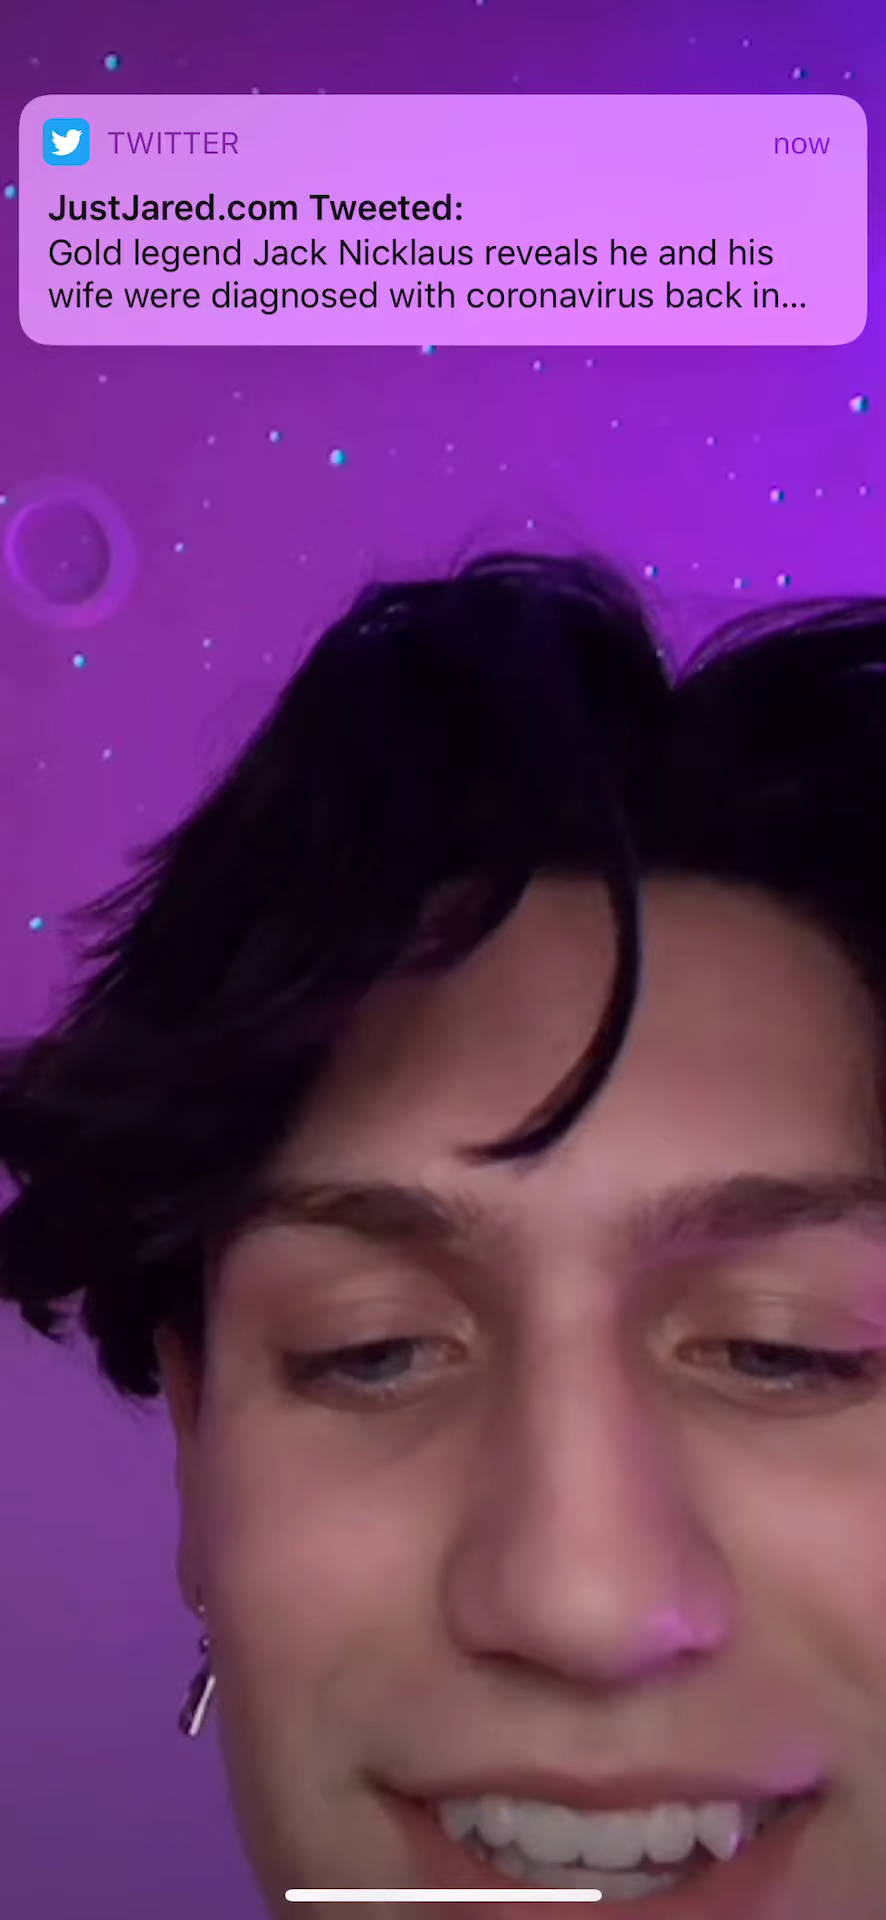 TWITTER now
JustJared.com Tweeted:
Gold legend Jack Nicklaus reveals he and his
wife were diagnosed with coronavirus back in...